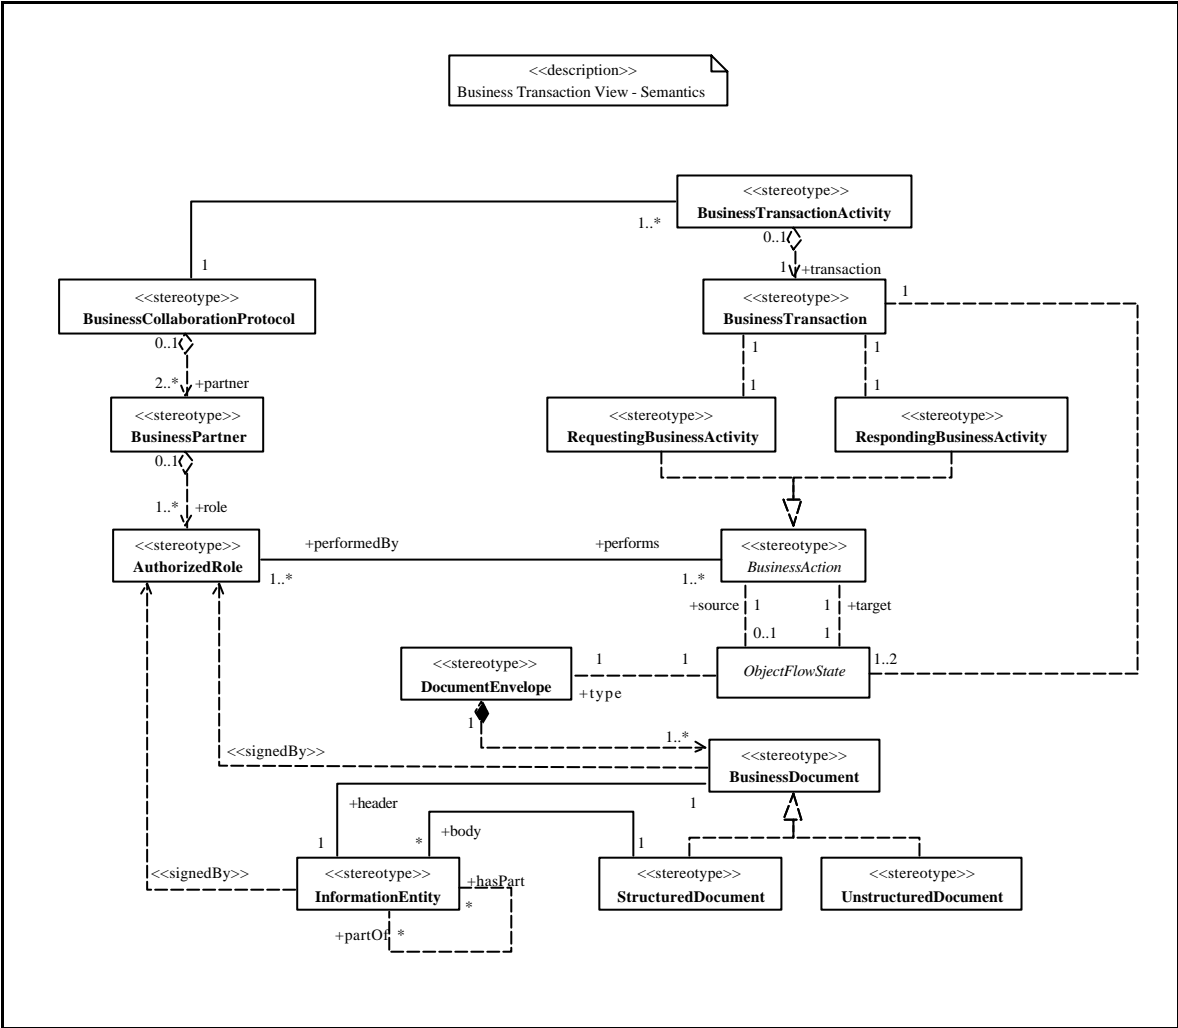 <<description>>
Business Transaction View - Semantics
<<stereotype>>
BusinessTransactionActivity
1..*
0..1
1
1
+transaction
<<stereotype>>
BusinessCollaborationProtocol
<<stereotype>>
BusinessTransaction
1
0..1
1
1
2..*
+partner
1
1
<<stereotype>>
BusinessPartner
<<stereotype>>
RequestingBusinessActivity
<<stereotype>>
RespondingBusinessActivity
0..1
1..*
+role
<<stereotype>>
AuthorizedRole
+performedBy
+performs
<<stereotype>>
BusinessAction
1..*
1..*
+source
1
1
+target
0..1
1
<<stereotype>>
DocumentEnvelope
1
1
+type
ObjectFlowState
1..2
1
1..*
<<signedBy>>
<<stereotype>>
BusinessDocument
+header
1
+body
1
*
1
<<signedBy>>
<<stereotype>>
InformationEntity
+hasPart
*
<<stereotype>>
StructuredDocument
<<stereotype>>
UnstructuredDocument
+partOf
*